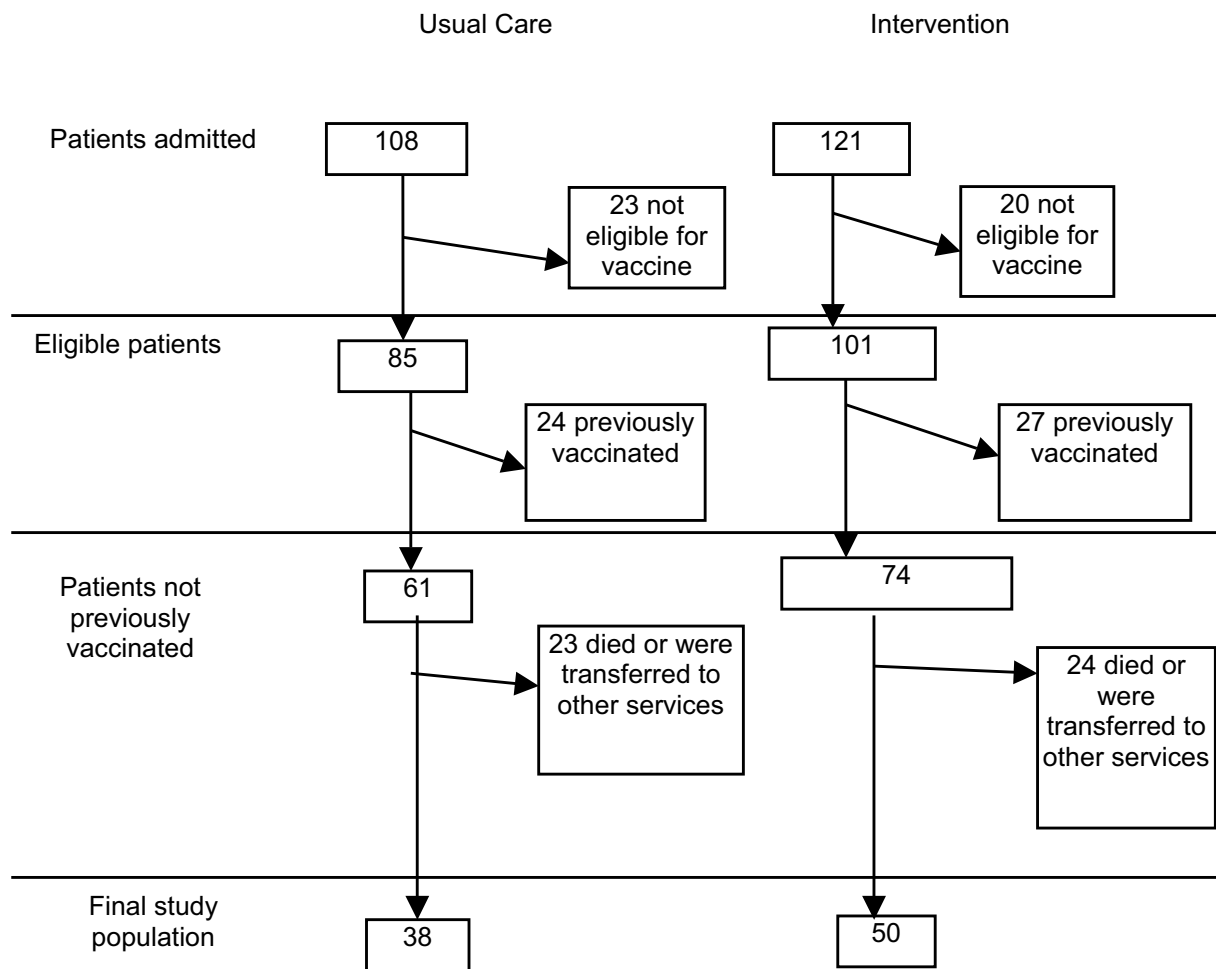 Usual Care
Intervention
Patients admitted
108
121
23 not
eligible for
vaccine
20 not
eligible for
vaccine
Eligible patients
85
101
24 previously
vaccinated
27 previously
vaccinated
Patients not
previously
vaccinated
61
74
23 died or were
transferred to
other services
24 died or
were
transferred to
other services
Final study
population
38
50